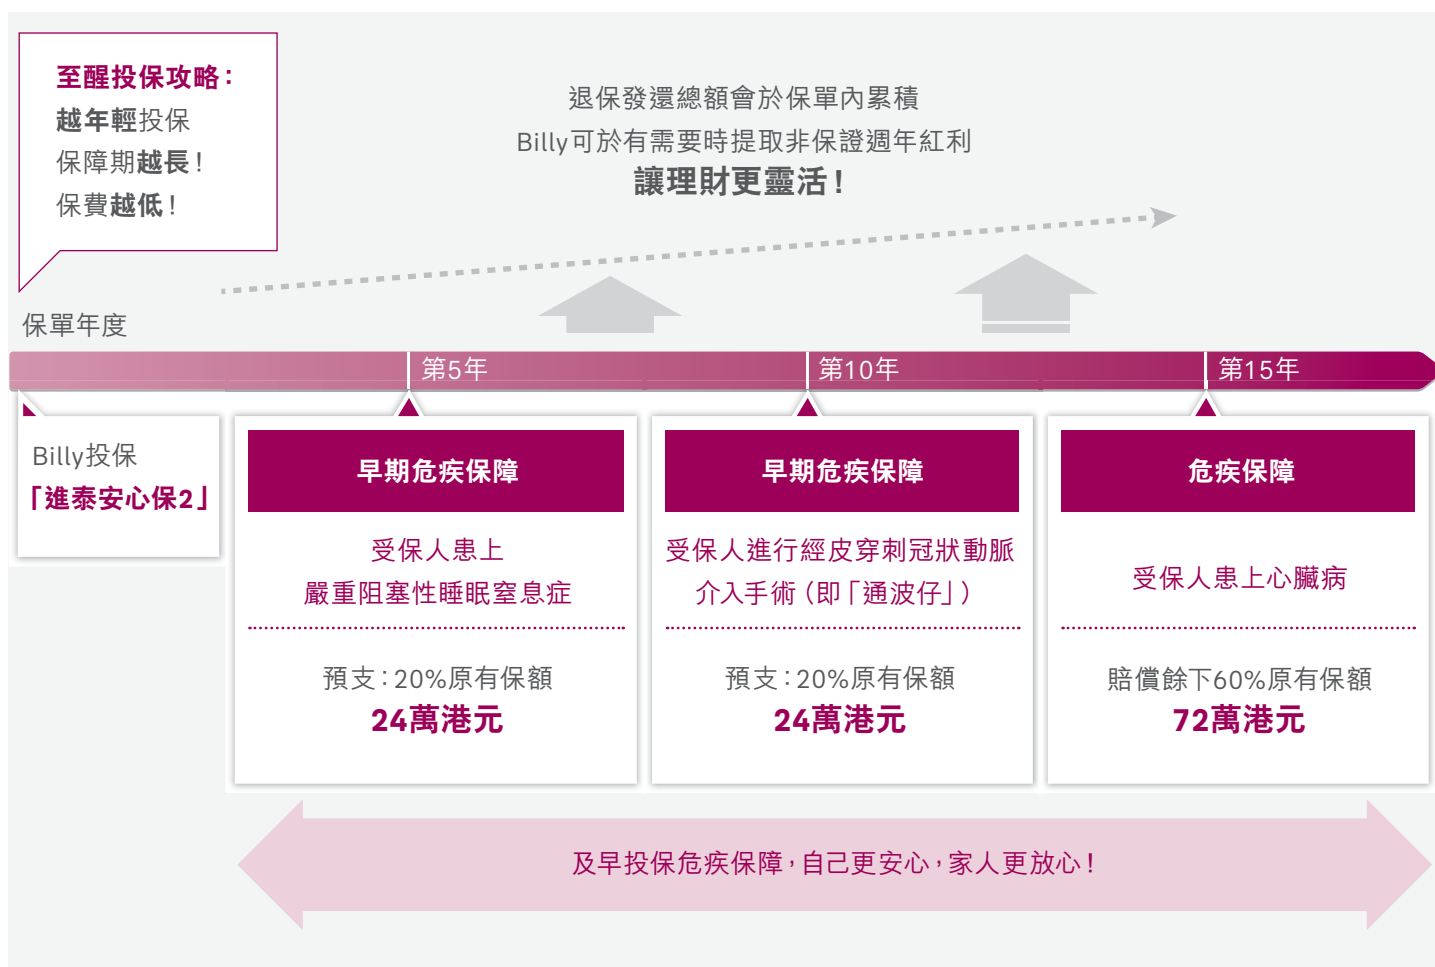 至醒投保攻略：
越年輕投保
保障期越長！
保費越低！
退保發還總額會於保單內累積
Billy可於有需要時提取非保證週年紅利
讓理財更靈活！
保單年度
第5年
第10年
第15年
Billy投保
「進泰安心保2」
早期危疾保障
受保人患上
嚴重阻塞性睡眠窒息症
預支：20%原有保額
24萬港元
早期危疾保障
受保人進行經皮穿刺冠狀動脈
介入手術（即「通波仔」）
預支：20%原有保額
24萬港元
危疾保障
受保人患上心臟病
賠償餘下60%原有保額
72萬港元
及早投保危疾保障，自己更安心，家人更放心！